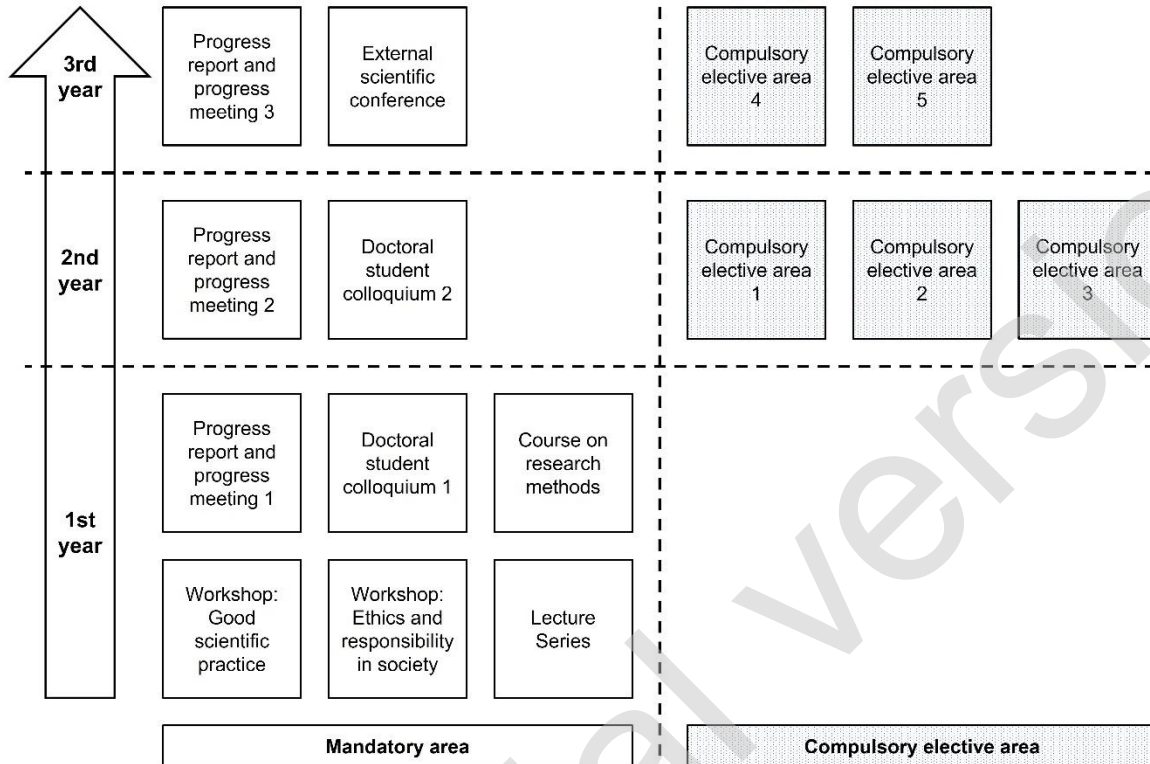 3rd
year
Progress
report and
progress
meeting 3
External
scientific
conference
Compulsory
elective area
4
Compulsory
elective area
5
2nd
year
Progress
report and
progress
meeting 2
Doctoral
student
colloquium 2
Compulsory
elective area
1
Compulsory
elective area
2
Compulsory
elective area
3
1st
year
Progress
report and
progress
meeting 1
Doctoral
student
colloquium 1
Course on
research
methods
Workshop:
Good
scientific
practice
Workshop:
Ethics and
responsibility
in society
Lecture
Series
Mandatory area
Compulsory elective area